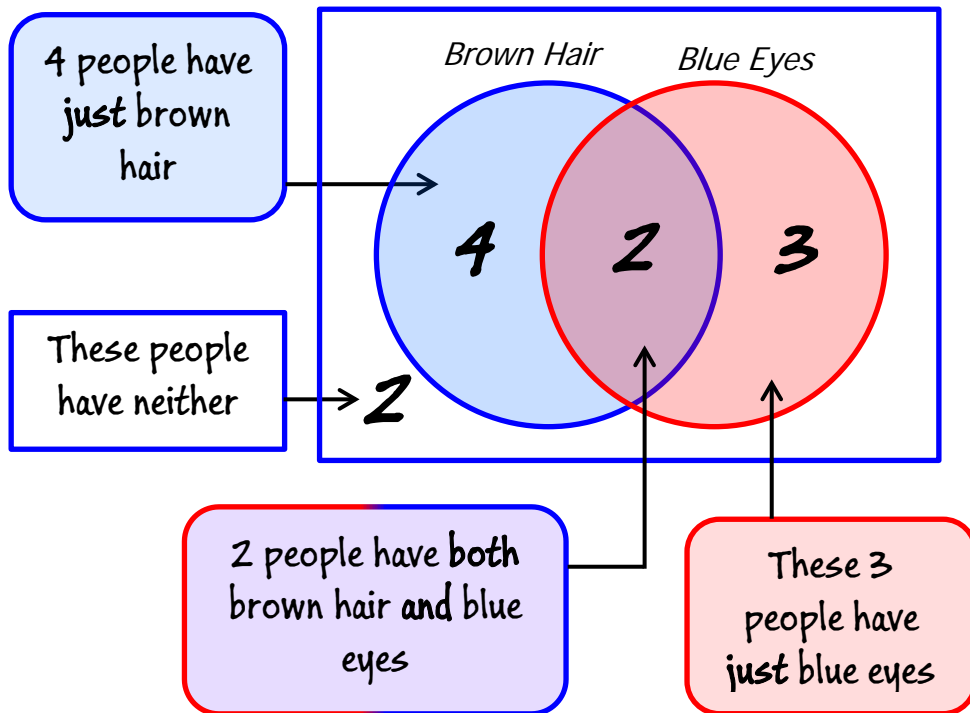 4 people have
just brown
hair
Brown Hair
Blue Eyes
4
2
3
These people
have neither
2
2 people have both
brown hair and blue
eyes
These 3
people have
just blue eyes